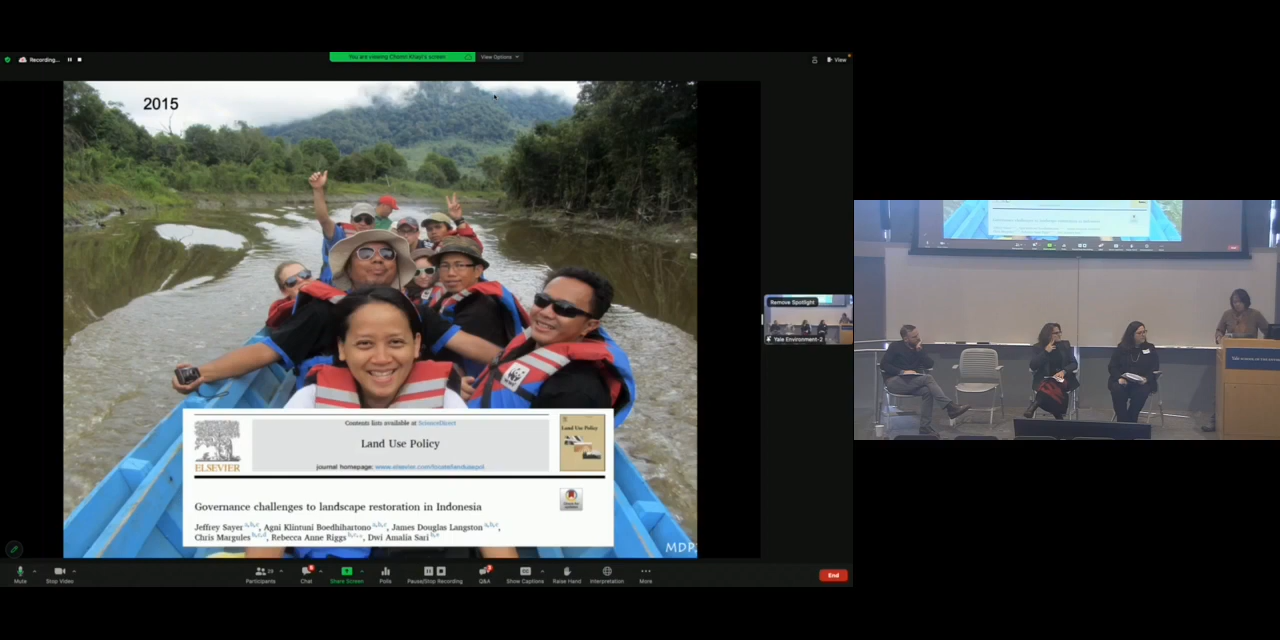 Recording...
You are viewing Chomri Khayi's screen
View Options
View
2015
WWF
ELSEVIER
Contents lists available at ScienceDirect
Land Use Policy
journal homepage: www.elsevier.com/locate/landusepol
Land Use Policy
Governance challenges to landscape restoration in Indonesia
Jeffrey Sayer a,b,c, Agni Klintuni Boedhihartono a,b,c, James Douglas Langston a,b,c,
Chris Margules b,c,d, Rebecca Anne Riggs b,c, Dwi Amalia Sari b,e
MDP
Remove Spotlight
Yale Environment-2
Mute
Stop Video
Participants
Chat
Share Screen
Polls
Pause/Stop Recording
Q&A
Show Captions
Raise Hand
Interpretation
More
End